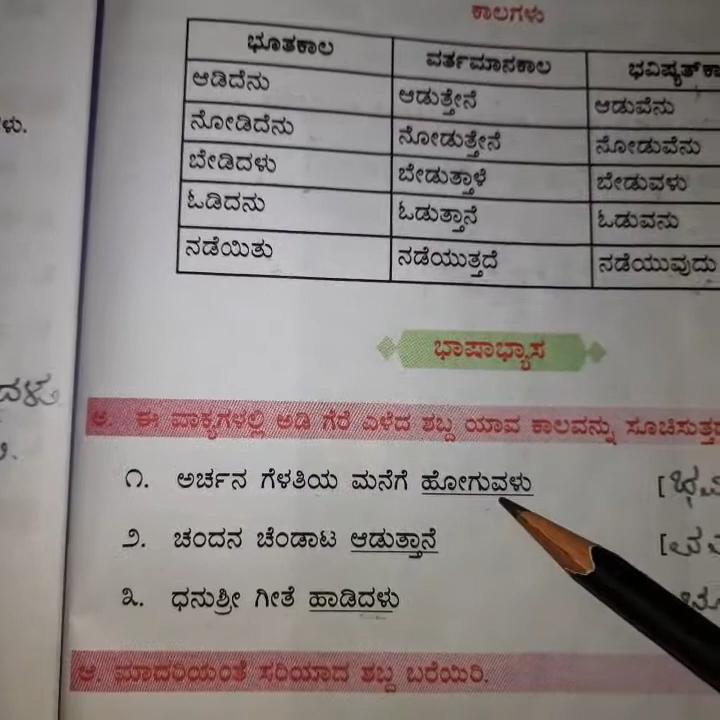 ಕಾಲಗಳು
ಭೂತಕಾಲ ವರ್ತಮಾನಕಾಲ
ಆಡಿದೆನು ಆಡುತ್ತೇನೆ ಆಡುವೆನು
ನೋಡಿದೆನು ನೋಡುತ್ತೇನೆ ನೋಡುವೆನು
ಬೇಡಿದಳು ಬೇಡುತ್ತಾಳೆ ಬೇಡುವಳು
ಓಡಿದನು ಓಡುತ್ತಾನೆ ಓಡುವನು
ನಡೆಯಿತು ನಡೆಯುತ್ತದೆ ನಡೆಯುವುದು
ಭಾಷಾಭ್ಯಾಸ
ಅ. ಈ ವಾಕ್ಯಗಳಲ್ಲಿ ಅಡಿ ಗೆರೆ ಎಳೆದ ಶಬ್ದ ಯಾವ ಕಾಲವನ್ನು
೧. ಅರ್ಚನ ಗೆಳತಿಯ ಮನೆಗೆ ಹೋಗುವಳು [
೨. ಚಂದನ ಚೆಂಡಾಟ ಆಡುತ್ತಾನೆ [
೩. ಧನುಶ್ರೀ ಗೀತೆ ಹಾಡಿದಳು
ಆ. ಮಾದರಿಯಂತೆ ಸರಿಯಾದ ಶಬ್ದ ಬರೆಯಿರಿ.